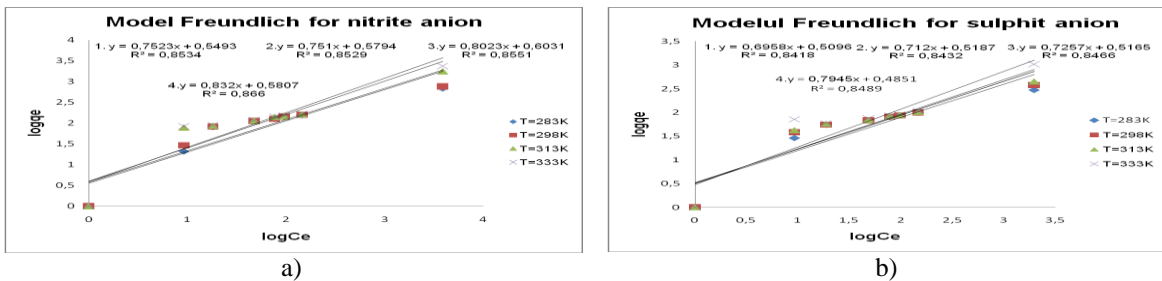 Model Freundlich for nitrite anion
1. y = 0,7523x + 0,5493
R² = 0,8534
2.y = 0,751x + 0,5794
R² = 0,8529
3.y = 0,8023x + 0,6031
R² = 0,8551
4.y = 0,832x + 0,5807
R² = 0,866
logqe
4
3,5
3
2,5
2
1,5
1
0,5
0
0
1
2
3
4
logCe
T=283K
T=298K
T=313K
T=333K
a)
Modelul Freundlich for sulphit anion
1. y = 0,6958x + 0,5096
R² = 0,8418
2.y = 0,712x + 0,5187
R² = 0,8432
3.y = 0,7257x + 0,5165
R² = 0,8466
4.y = 0,7945x + 0,4851
R² = 0,8489
logqe
3,5
3
2,5
2
1,5
1
0,5
0
0
0,5
1
1,5
2
2,5
3
3,5
logCe
T=283K
T=298K
T=313K
T=333K
b)